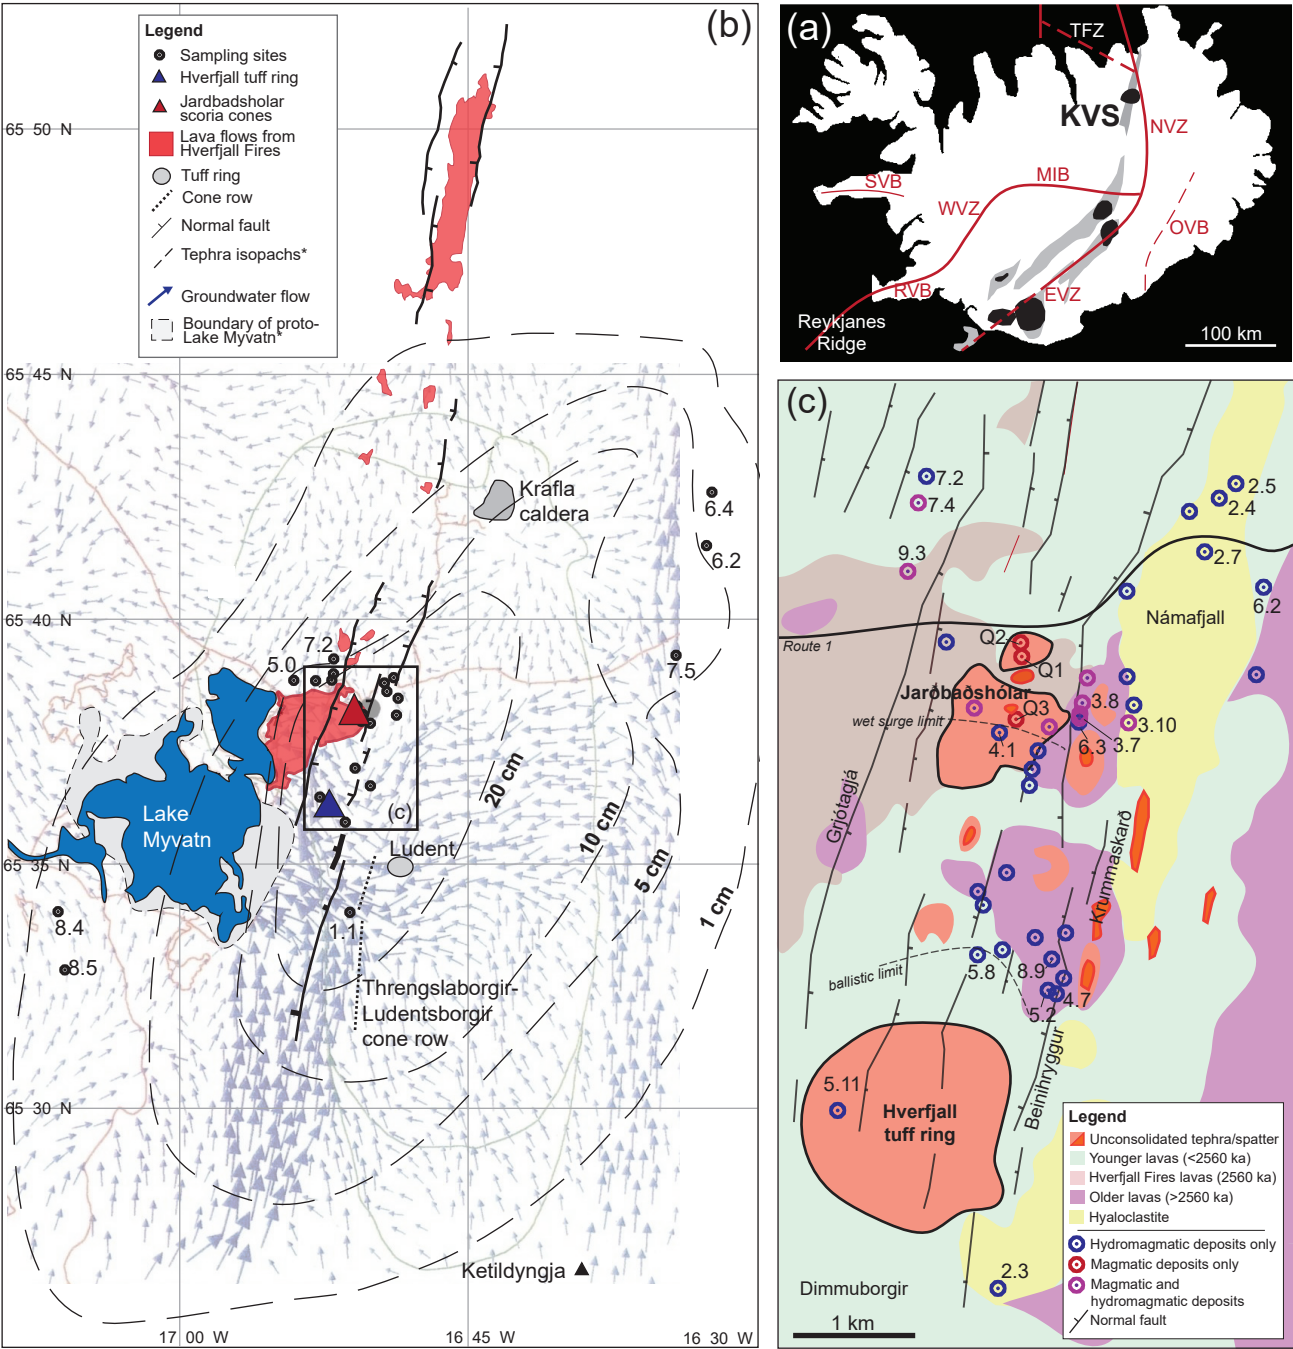 (b)
Legend
Sampling sites
Hverfjall tuff ring
Jardbadsholar
scoria cones
Lava flows from
Hverfjall Fires
Tuff ring
Cone row
Normal fault
Tephra isopachs*
Groundwater flow
Boundary of proto-
Lake Myvatn*
65 50 N
65 45 N
65 40 N
65 35 N
65 30 N
17 00 W
16 45 W
16 30 W
Krafla
caldera
6.4
6.2
7.2
5.0
7.5
(c)
20 cm
10 cm
5 cm
1 cm
Lake
Myvatn
Ludent
8.4
8.5
1.1
Threngslaborgir-
Ludentsborgir
cone row
Ketildyngja
(a)
TFZ
KVS
NVZ
SVB
MIB
WVZ
OVB
RVB
EVZ
Reykjanes
Ridge
100 km
(c)
7.2
7.4
2.5
2.4
9.3
2.7
6.2
Námafjall
Route 1
Q2
Q1
Jarðbaðshólar
3.8
Q3
wet surge limit
3.10
4.1
6.3
3.7
Grjótagjá
Krummaskarð
ballistic limit
5.8
8.9
4.7
5.2
Beinihryggur
5.11
Hverfjall
tuff ring
2.3
Dimmuborgir
1 km
Legend
Unconsolidated tephra/spatter
Younger lavas (<2560 ka)
Hverfjall Fires lavas (2560 ka)
Older lavas (>2560 ka)
Hyaloclastite
Hydromagmatic deposits only
Magmatic deposits only
Magmatic and
hydromagmatic deposits
Normal fault